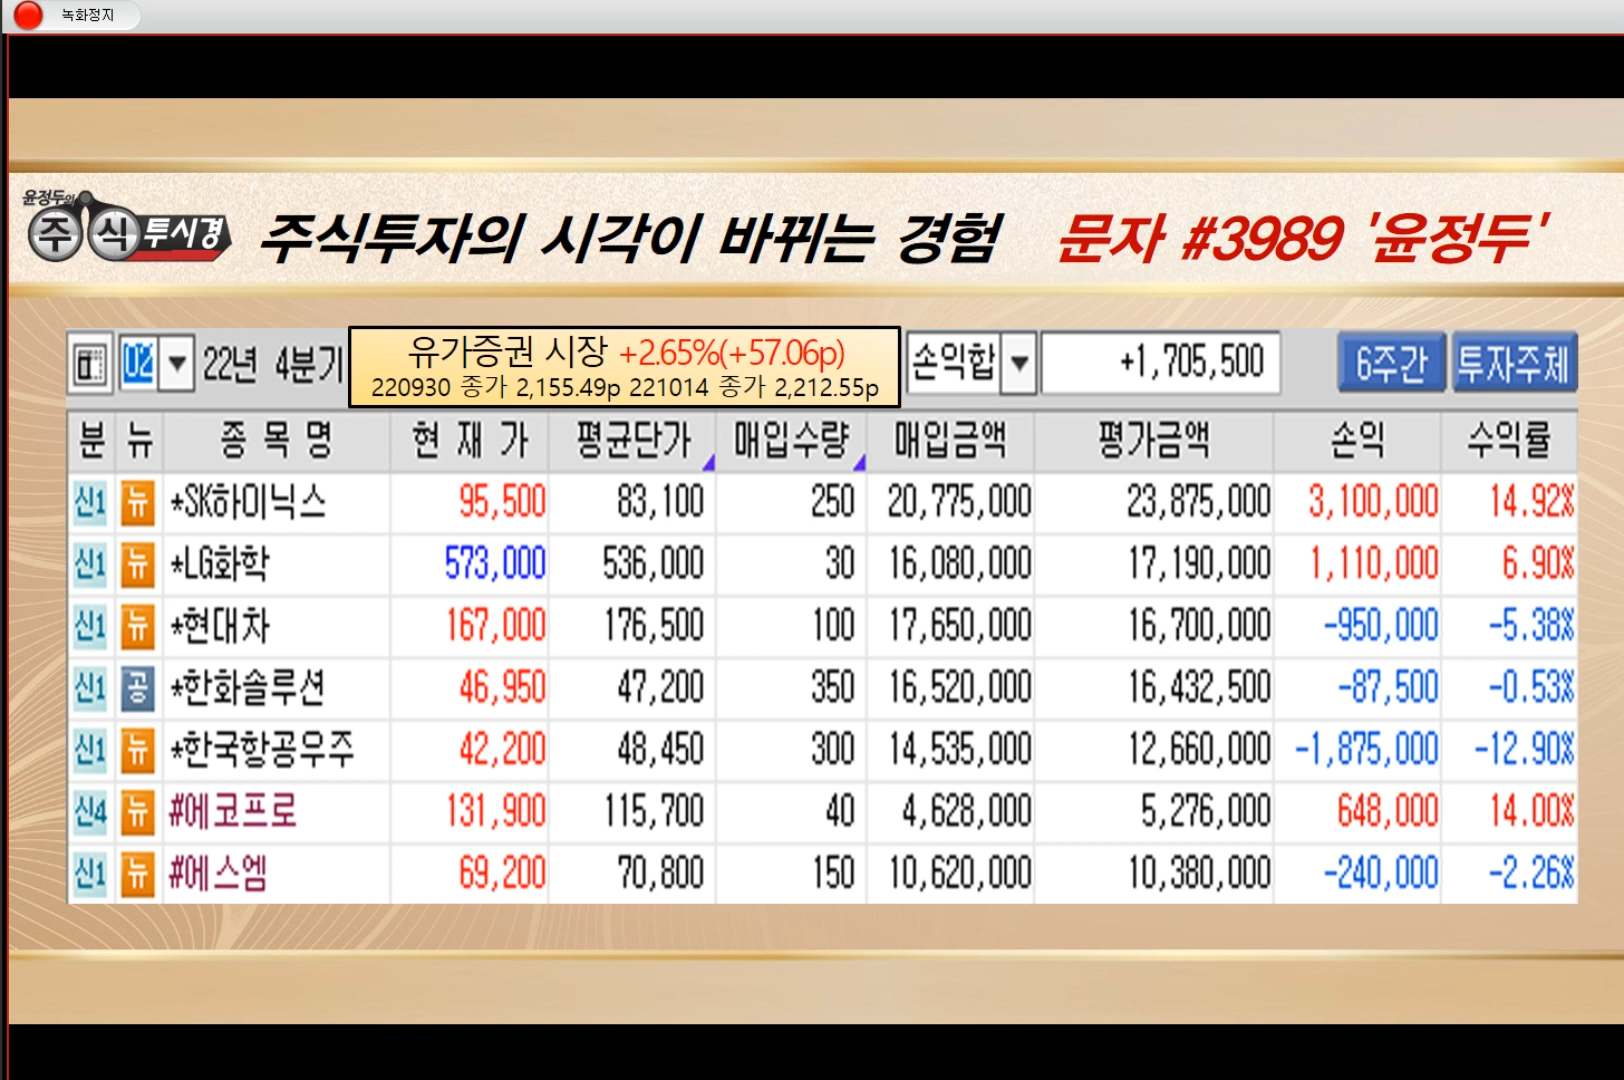 녹화정지
윤정두의
주식투시경 주식투자의 시각이 바뀌는 경험 문자 #3989 '윤정두'
02 22년 4분기 유가증권 시장 +2.65%(+57.06p) 손익합 +1,705,500 6주간 투자주체
220930 종가 2,155.49p 221014 종가 2,212.55p
분 뉴 종목명 현재가 평균단가 매입수량 매입금액 평가금액 손익 수익률
신1 뉴 *SK하이닉스 95,500 83,100 250 20,775,000 23,875,000 3,100,000 14.92%
신1 뉴 *LG화학 573,000 536,000 30 16,080,000 17,190,000 1,110,000 6.90%
신1 뉴 *현대차 167,000 176,500 100 17,650,000 16,700,000 -950,000 -5.38%
신1 공 *한화솔루션 46,950 47,200 350 16,520,000 16,432,500 -87,500 -0.53%
신1 뉴 *한국항공우주 42,200 48,450 300 14,535,000 12,660,000 -1,875,000 -12.90%
신4 뉴 #에코프로 131,900 115,700 40 4,628,000 5,276,000 648,000 14.00%
신1 뉴 #에스엠 69,200 70,800 150 10,620,000 10,380,000 -240,000 -2.26%